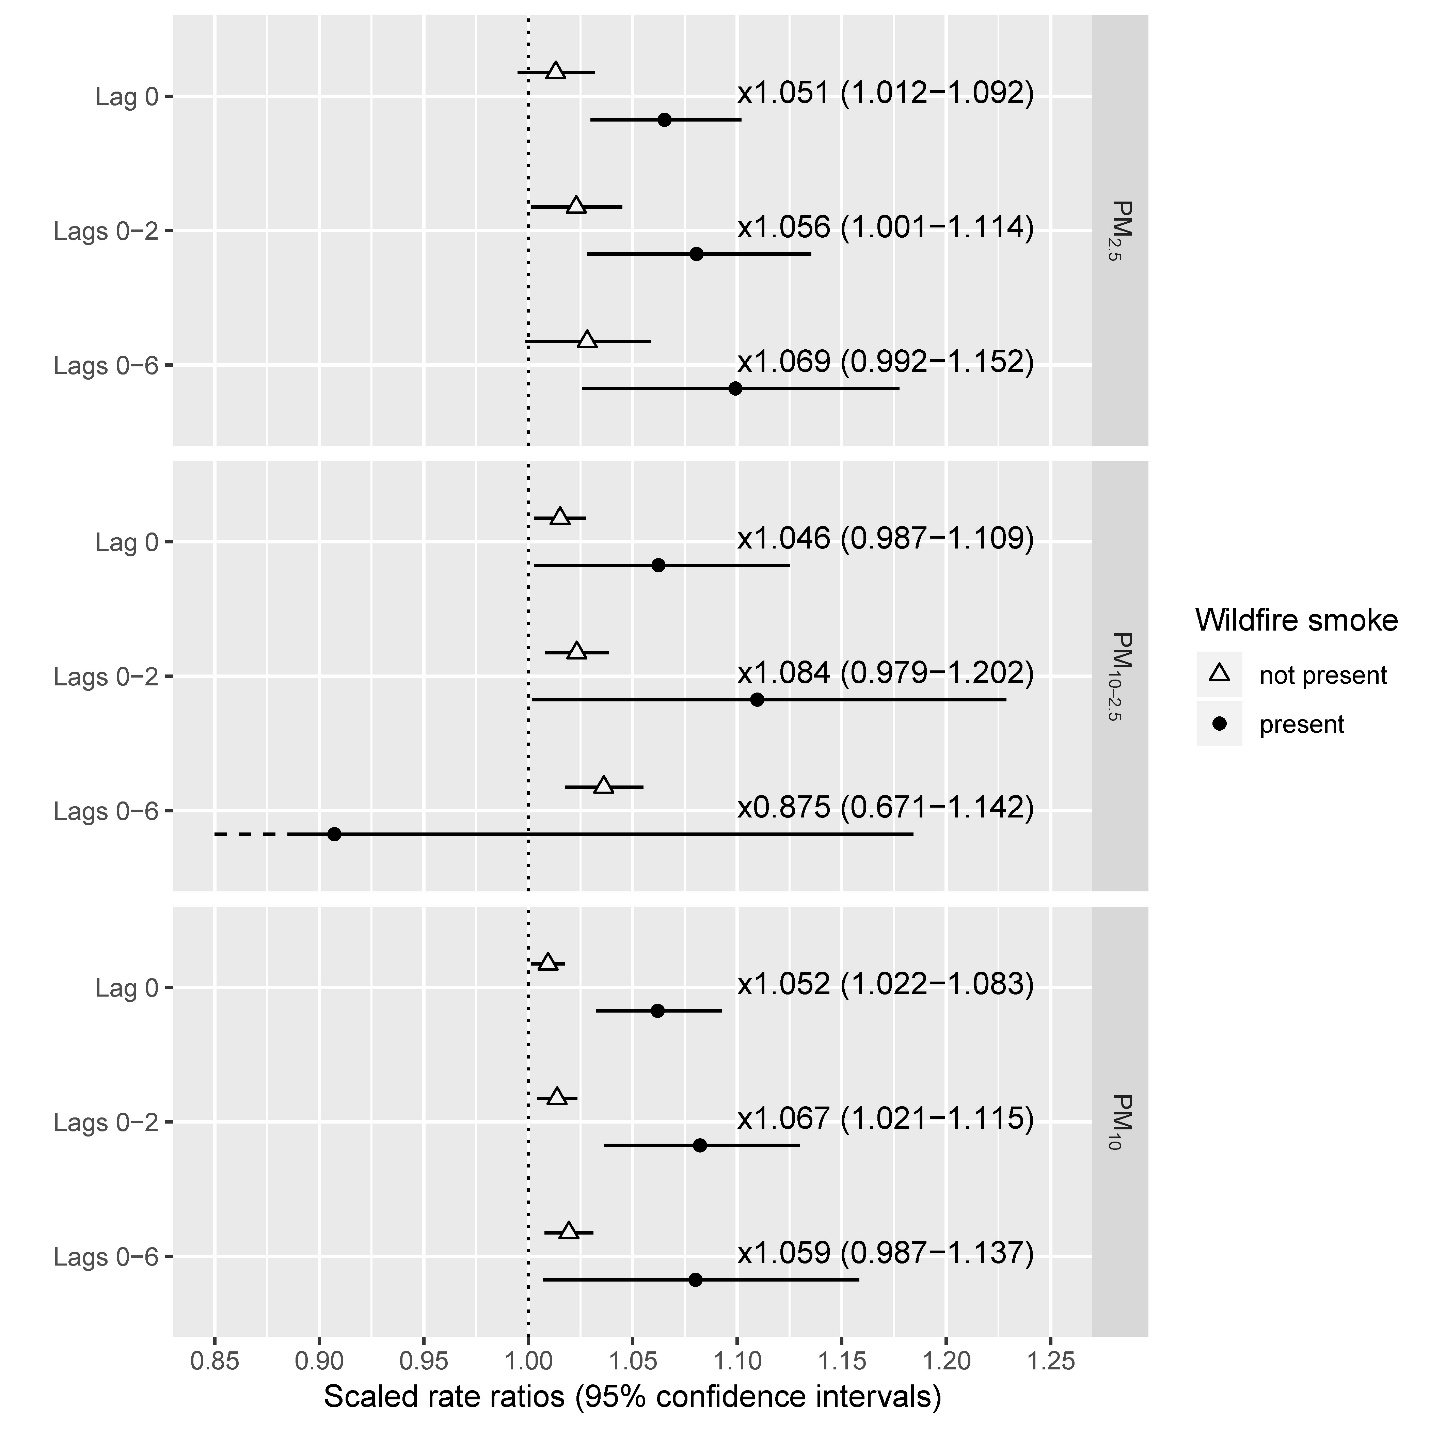 Lag 0
x1.051 (1.012−1.092)
Lags 0−2
x1.056 (1.001−1.114)
Lags 0−6
x1.069 (0.992−1.152)
PM2.5
Lag 0
x1.046 (0.987−1.109)
Lags 0−2
x1.084 (0.979−1.202)
Lags 0−6
x0.875 (0.671−1.142)
PM10−2.5
Lag 0
x1.052 (1.022−1.083)
Lags 0−2
x1.067 (1.021−1.115)
Lags 0−6
x1.059 (0.987−1.137)
PM10
0.85 0.90 0.95 1.00 1.05 1.10 1.15 1.20 1.25
Scaled rate ratios (95% confidence intervals)
Wildfire smoke
not present
present